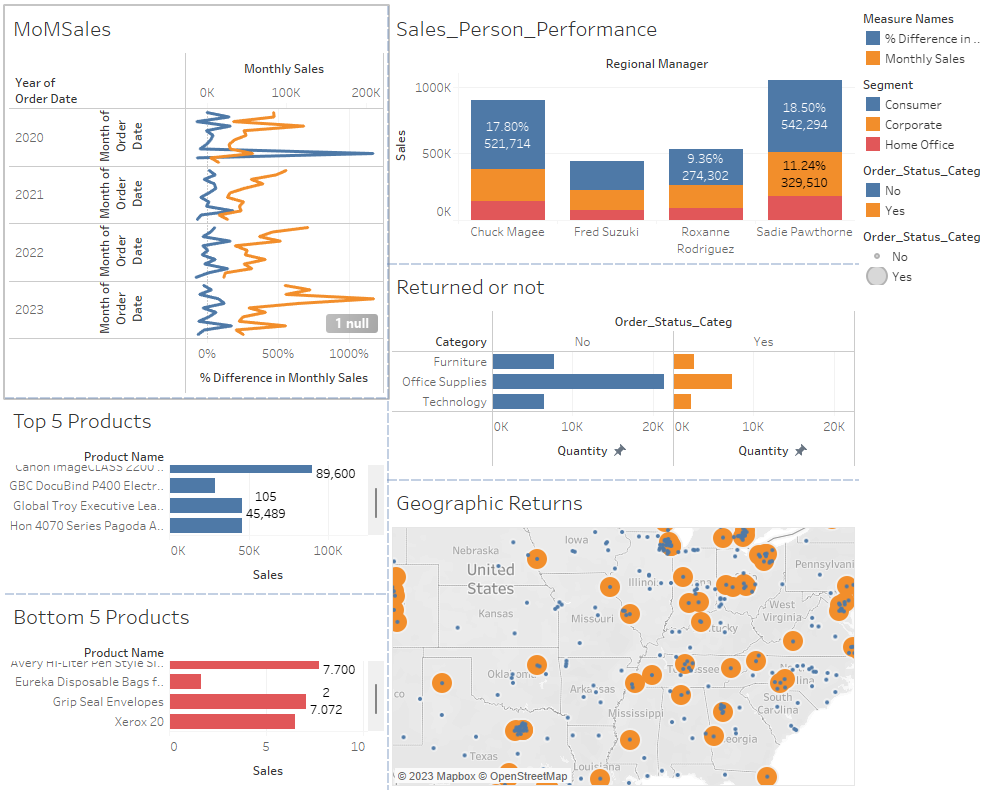 MoMSales
Monthly Sales
Year of
Order Date
0K 100K 200K
2020
Month of
Order
Date
2021
Month of
Order
Date
2022
Month of
Order
Date
2023
Month of
Order
Date
1 null
0% 500% 1000%
% Difference in Monthly Sales
Top 5 Products
Product Name
Canon imageCLASS 2200 ..
GBC DocuBind P400 Electr..
Global Troy Executive Lea..
Hon 4070 Series Pagoda A..
89,600
105
45,489
0K 50K 100K
Sales
Bottom 5 Products
Product Name
Avery Hi-Liter Pen Style Si..
Eureka Disposable Bags f..
Grip Seal Envelopes
Xerox 20
7.700
2
7.072
0 5 10
Sales
Sales_Person_Performance
Regional Manager
Sales
1000K
500K
0K
17.80%
521,714
9.36%
274,302
18.50%
542,294
11.24%
329,510
Chuck Magee
Fred Suzuki
Roxanne
Rodriguez
Sadie Pawthorne
Returned or not
Order_Status_Categ
Category No Yes
Furniture
Office Supplies
Technology
0K 10K 20K 0K 10K 20K
Quantity Quantity
Geographic Returns
Nebraska
Iowa
United
States
Illinois
Pennsylvani
Kansas
Missouri
West
Virginia
Oklahoma
Arkansas
Mississippi
South
Carolina
Georgia
Texas
Louisiana
© 2023 Mapbox © OpenStreetMap
Measure Names
% Difference in ..
Monthly Sales
Segment
Consumer
Corporate
Home Office
Order_Status_Categ
No
Yes
Order_Status_Categ
No
Yes